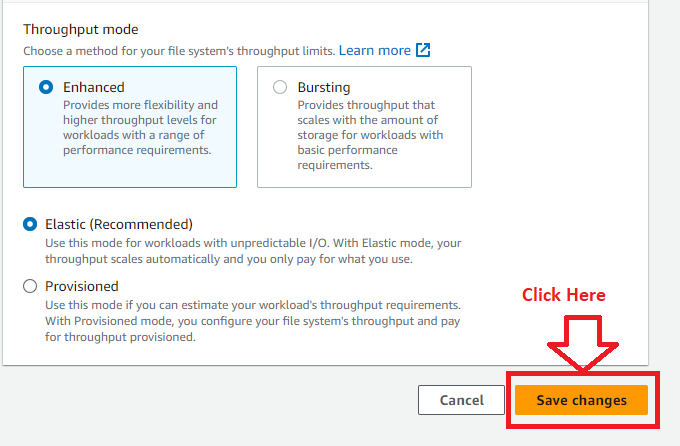 Throughput mode
Choose a method for your file system's throughput limits. Learn more
Enhanced
Provides more flexibility and
higher throughput levels for
workloads with a range of
performance requirements.
Bursting
Provides throughput that
scales with the amount of
storage for workloads with
basic performance
requirements.
Elastic (Recommended)
Use this mode for workloads with unpredictable I/O. With Elastic mode, your
throughput scales automatically and you only pay for what you use.
Provisioned
Use this mode if you can estimate your workload's throughput requirements.
With Provisioned mode, you configure your file system's throughput and pay
for throughput provisioned.
Click Here
Cancel
Save changes